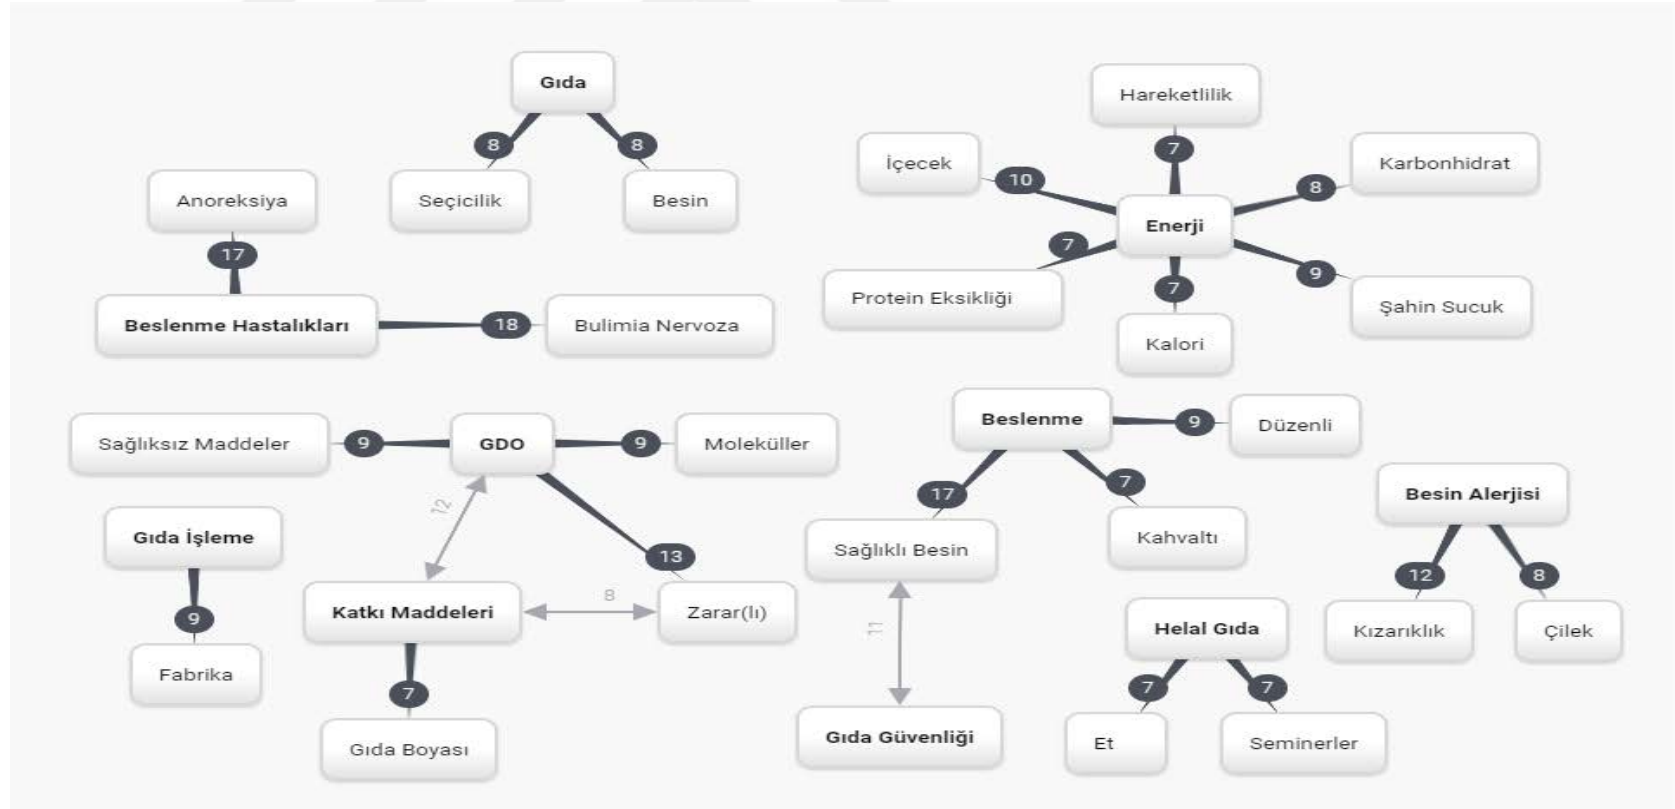 Gıda
8
8
Seçicilik
Besin
Anoreksiya
17
Beslenme Hastalıkları
18
Bulimia Nervoza
Hareketlilik
7
İçecek
10
Karbonhidrat
8
Enerji
7
9
Protein Eksikliği
7
Şahin Sucuk
Kalori
Sağlıksız Maddeler
9
GDO
9
Moleküller
12
13
Gıda İşleme
9
Fabrika
Katkı Maddeleri
8
Zarar(lı)
7
Gıda Boyası
Beslenme
9
Düzenli
17
7
Sağlıklı Besin
Kahvaltı
11
Gıda Güvenliği
Besin Alerjisi
12
8
Kızarıklık
Çilek
Helal Gıda
7
7
Et
Seminerler